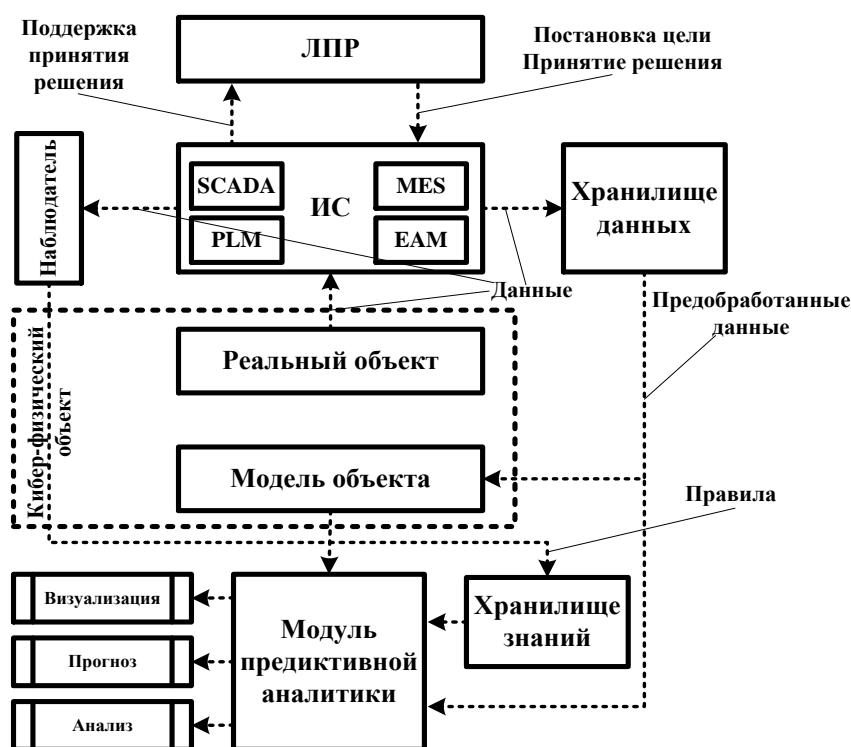 Поддержка
принятия
решения
ЛПР
Постановка цели
Принятие решения
Наблюдатель
SCADA
MES
ИС
PLM
EAM
Хранилище
данных
Данные
Предобработанные
данные
Кибер-физический
объект
Реальный объект
Модель объекта
Правила
Визуализация
Прогноз
Анализ
Модуль
предиктивной
аналитики
Хранилище
знаний